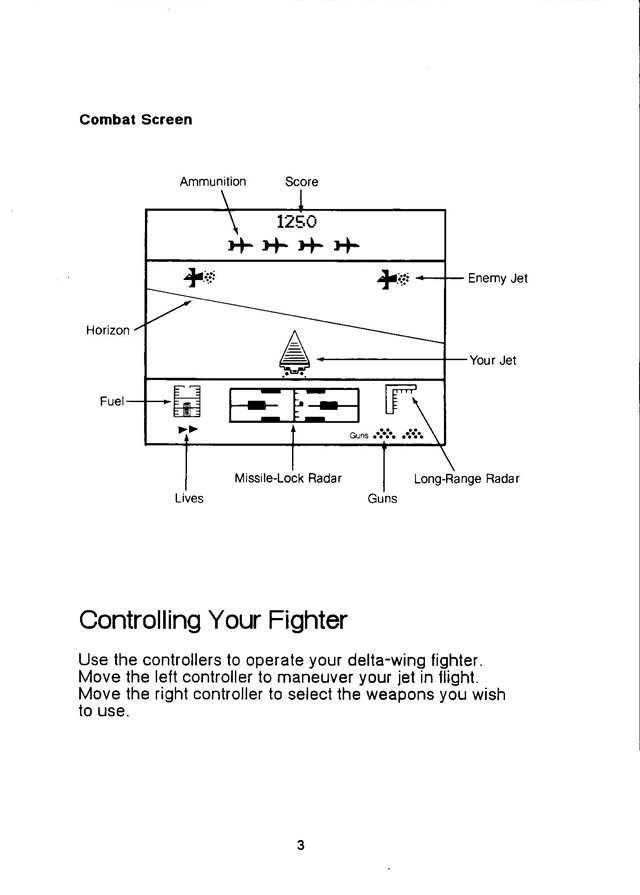 Combat Screen
Ammunition
Score
1250
Enemy Jet
Horizon
Your Jet
Fuel
Guns
Missile-Lock Radar
Long-Range Radar
Lives
Guns
Controlling Your Fighter
Use the controllers to operate your delta-wing fighter.
Move the left controller to maneuver your jet in flight.
Move the right controller to select the weapons you wish
to use.
3